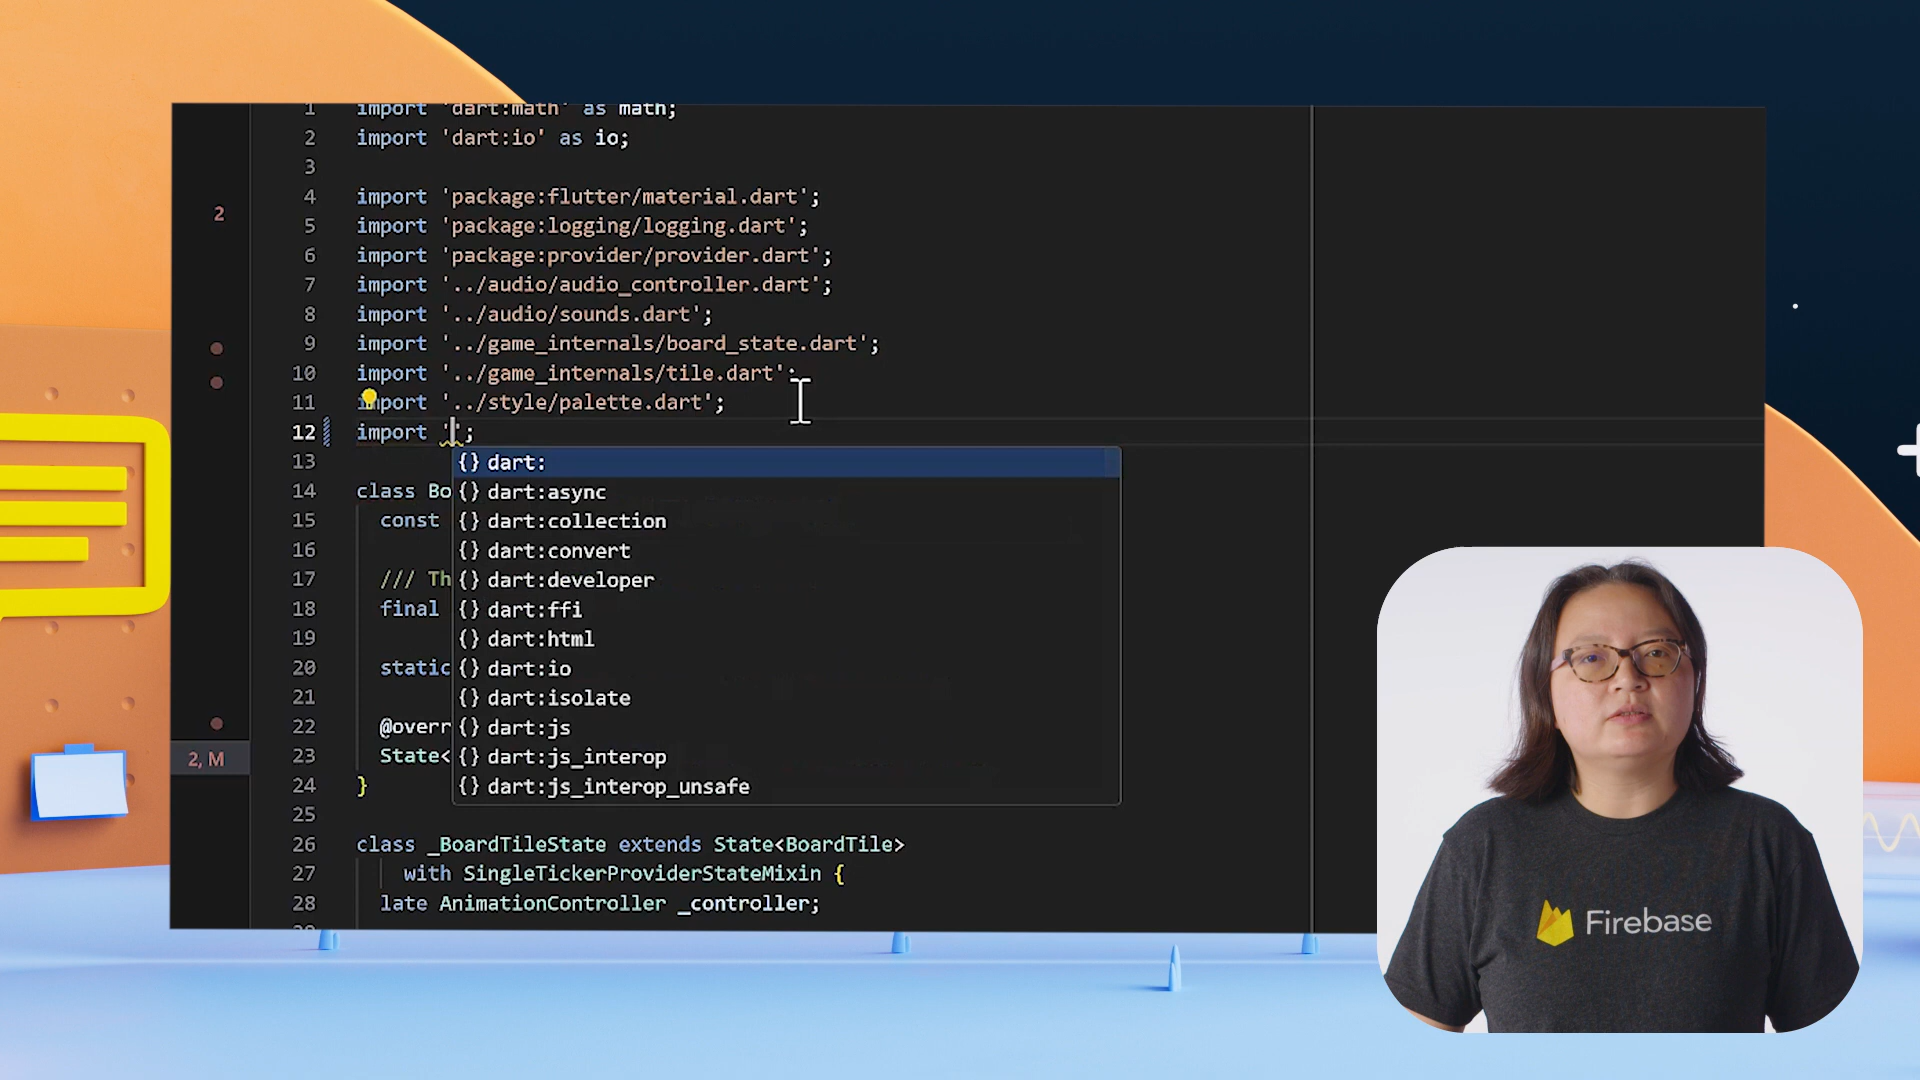 1 import 'dart:math' as math;
2 import 'dart:io' as io;
3
4 import 'package:flutter/material.dart';
5 import 'package:logging/logging.dart';
6 import 'package:provider/provider.dart';
7 import '../audio/audio_controller.dart';
8 import '../audio/sounds.dart';
9 import '../game_internals/board_state.dart';
10 import '../game_internals/tile.dart';
11 import '../style/palette.dart';
12 import '';
13
14 class Bo
15 const
16
17 /// Th
18 final
19
20 static
21
22 @overr
23 State<
24 }
25
26 class _BoardTileState extends State<BoardTile>
27 with SingleTickerProviderStateMixin {
28 late AnimationController _controller;
2
2, M
{} dart:
{} dart:async
{} dart:collection
{} dart:convert
{} dart:developer
{} dart:ffi
{} dart:html
{} dart:io
{} dart:isolate
{} dart:js
{} dart:js_interop
{} dart:js_interop_unsafe
Firebase